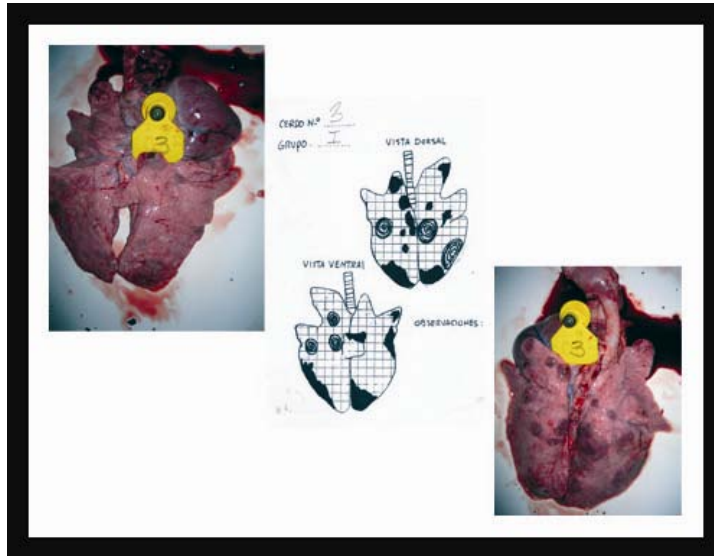 3
CERDO N.º 3
GRUPO. I
VISTA DORSAL
VISTA VENTRAL
OBSERVACIONES:
3